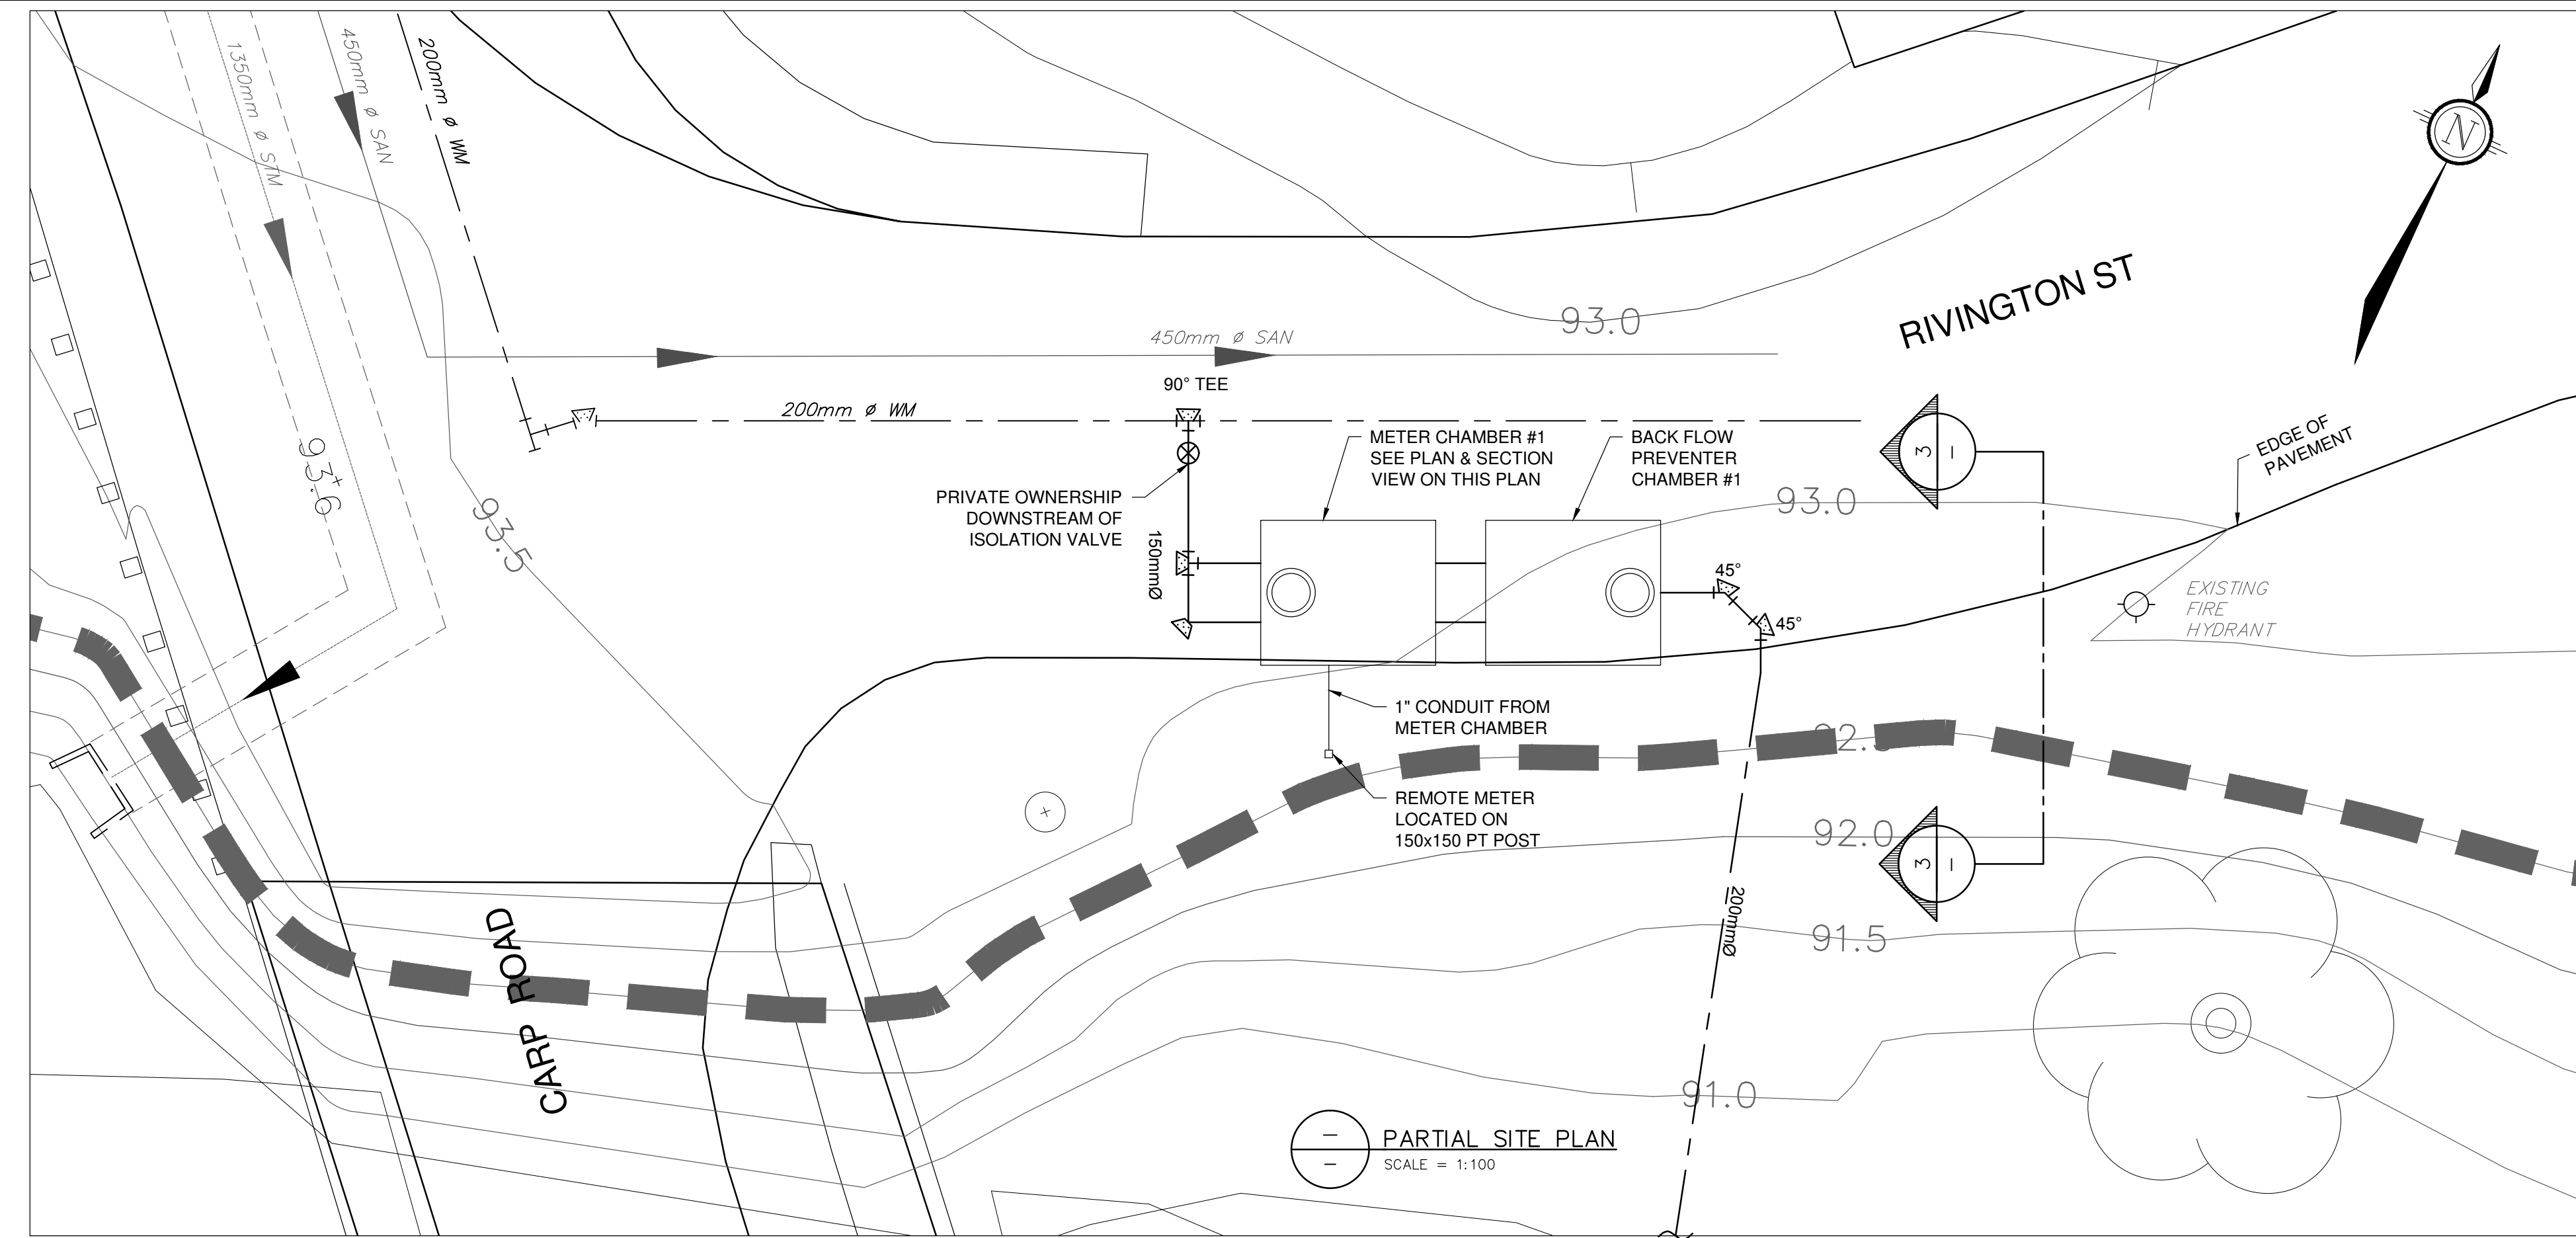 1350mm ø STM
450mm ø SAN
200mm ø WM
N
RIVINGTON ST
93.0
450mm ø SAN
90° TEE
200mm ø WM
METER CHAMBER #1
SEE PLAN & SECTION
VIEW ON THIS PLAN
BACK FLOW
PREVENTER
CHAMBER #1
3
EDGE OF
PAVEMENT
93.6
93.5
PRIVATE OWNERSHIP
DOWNSTREAM OF
ISOLATION VALVE
93.0
150mmØ
45°
45°
EXISTING
FIRE
HYDRANT
1" CONDUIT FROM
METER CHAMBER
REMOTE METER
LOCATED ON
150x150 PT POST
92.0
3
200mmØ
91.5
CARP ROAD
91.0
PARTIAL SITE PLAN
SCALE = 1:100